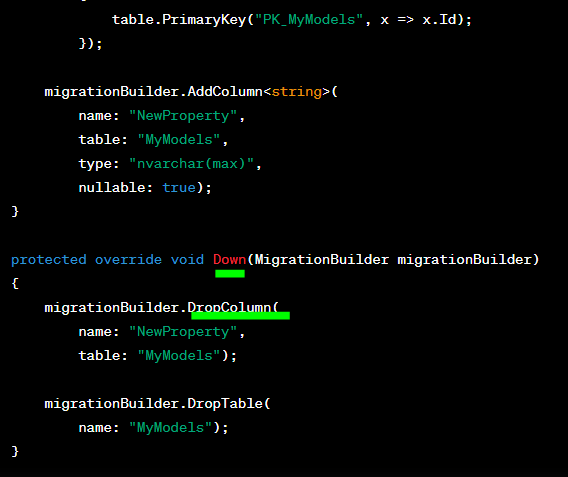 table.PrimaryKey("PK_MyModels", x => x.Id);
});
migrationBuilder.AddColumn<string>(
name: "NewProperty",
table: "MyModels",
type: "nvarchar(max)",
nullable: true);
}
protected override void Down(MigrationBuilder migrationBuilder)
{
migrationBuilder.DropColumn(
name: "NewProperty",
table: "MyModels");
migrationBuilder.DropTable(
name: "MyModels");
}